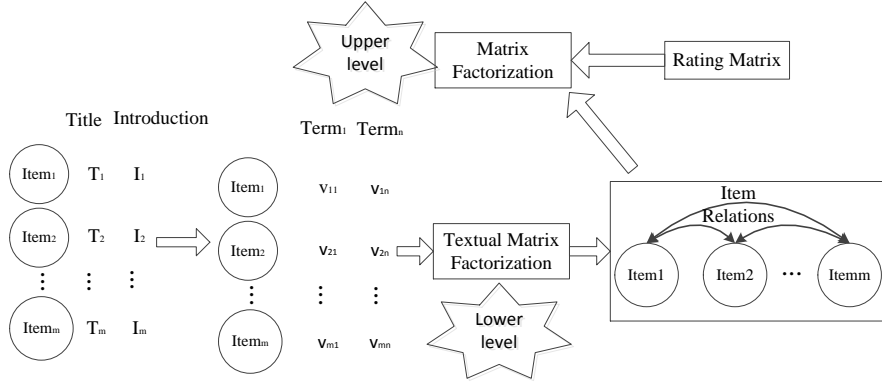 Upper
level
Matrix
Factorization
Rating Matrix
Title Introduction
Term₁ Termₙ
Item₁ T₁ I₁
Item₁ v₁₁ v₁ₙ
Item₂ T₂ I₂
Item₂ v₂₁ v₂ₙ
⋮ ⋮ ⋮
⋮ ⋮ ⋮
Itemₘ Tₘ Iₘ
Itemₘ vₘ₁ vₘₙ
Textual Matrix
Factorization
Lower
level
Item
Relations
Item1 Item2 ... Itemm